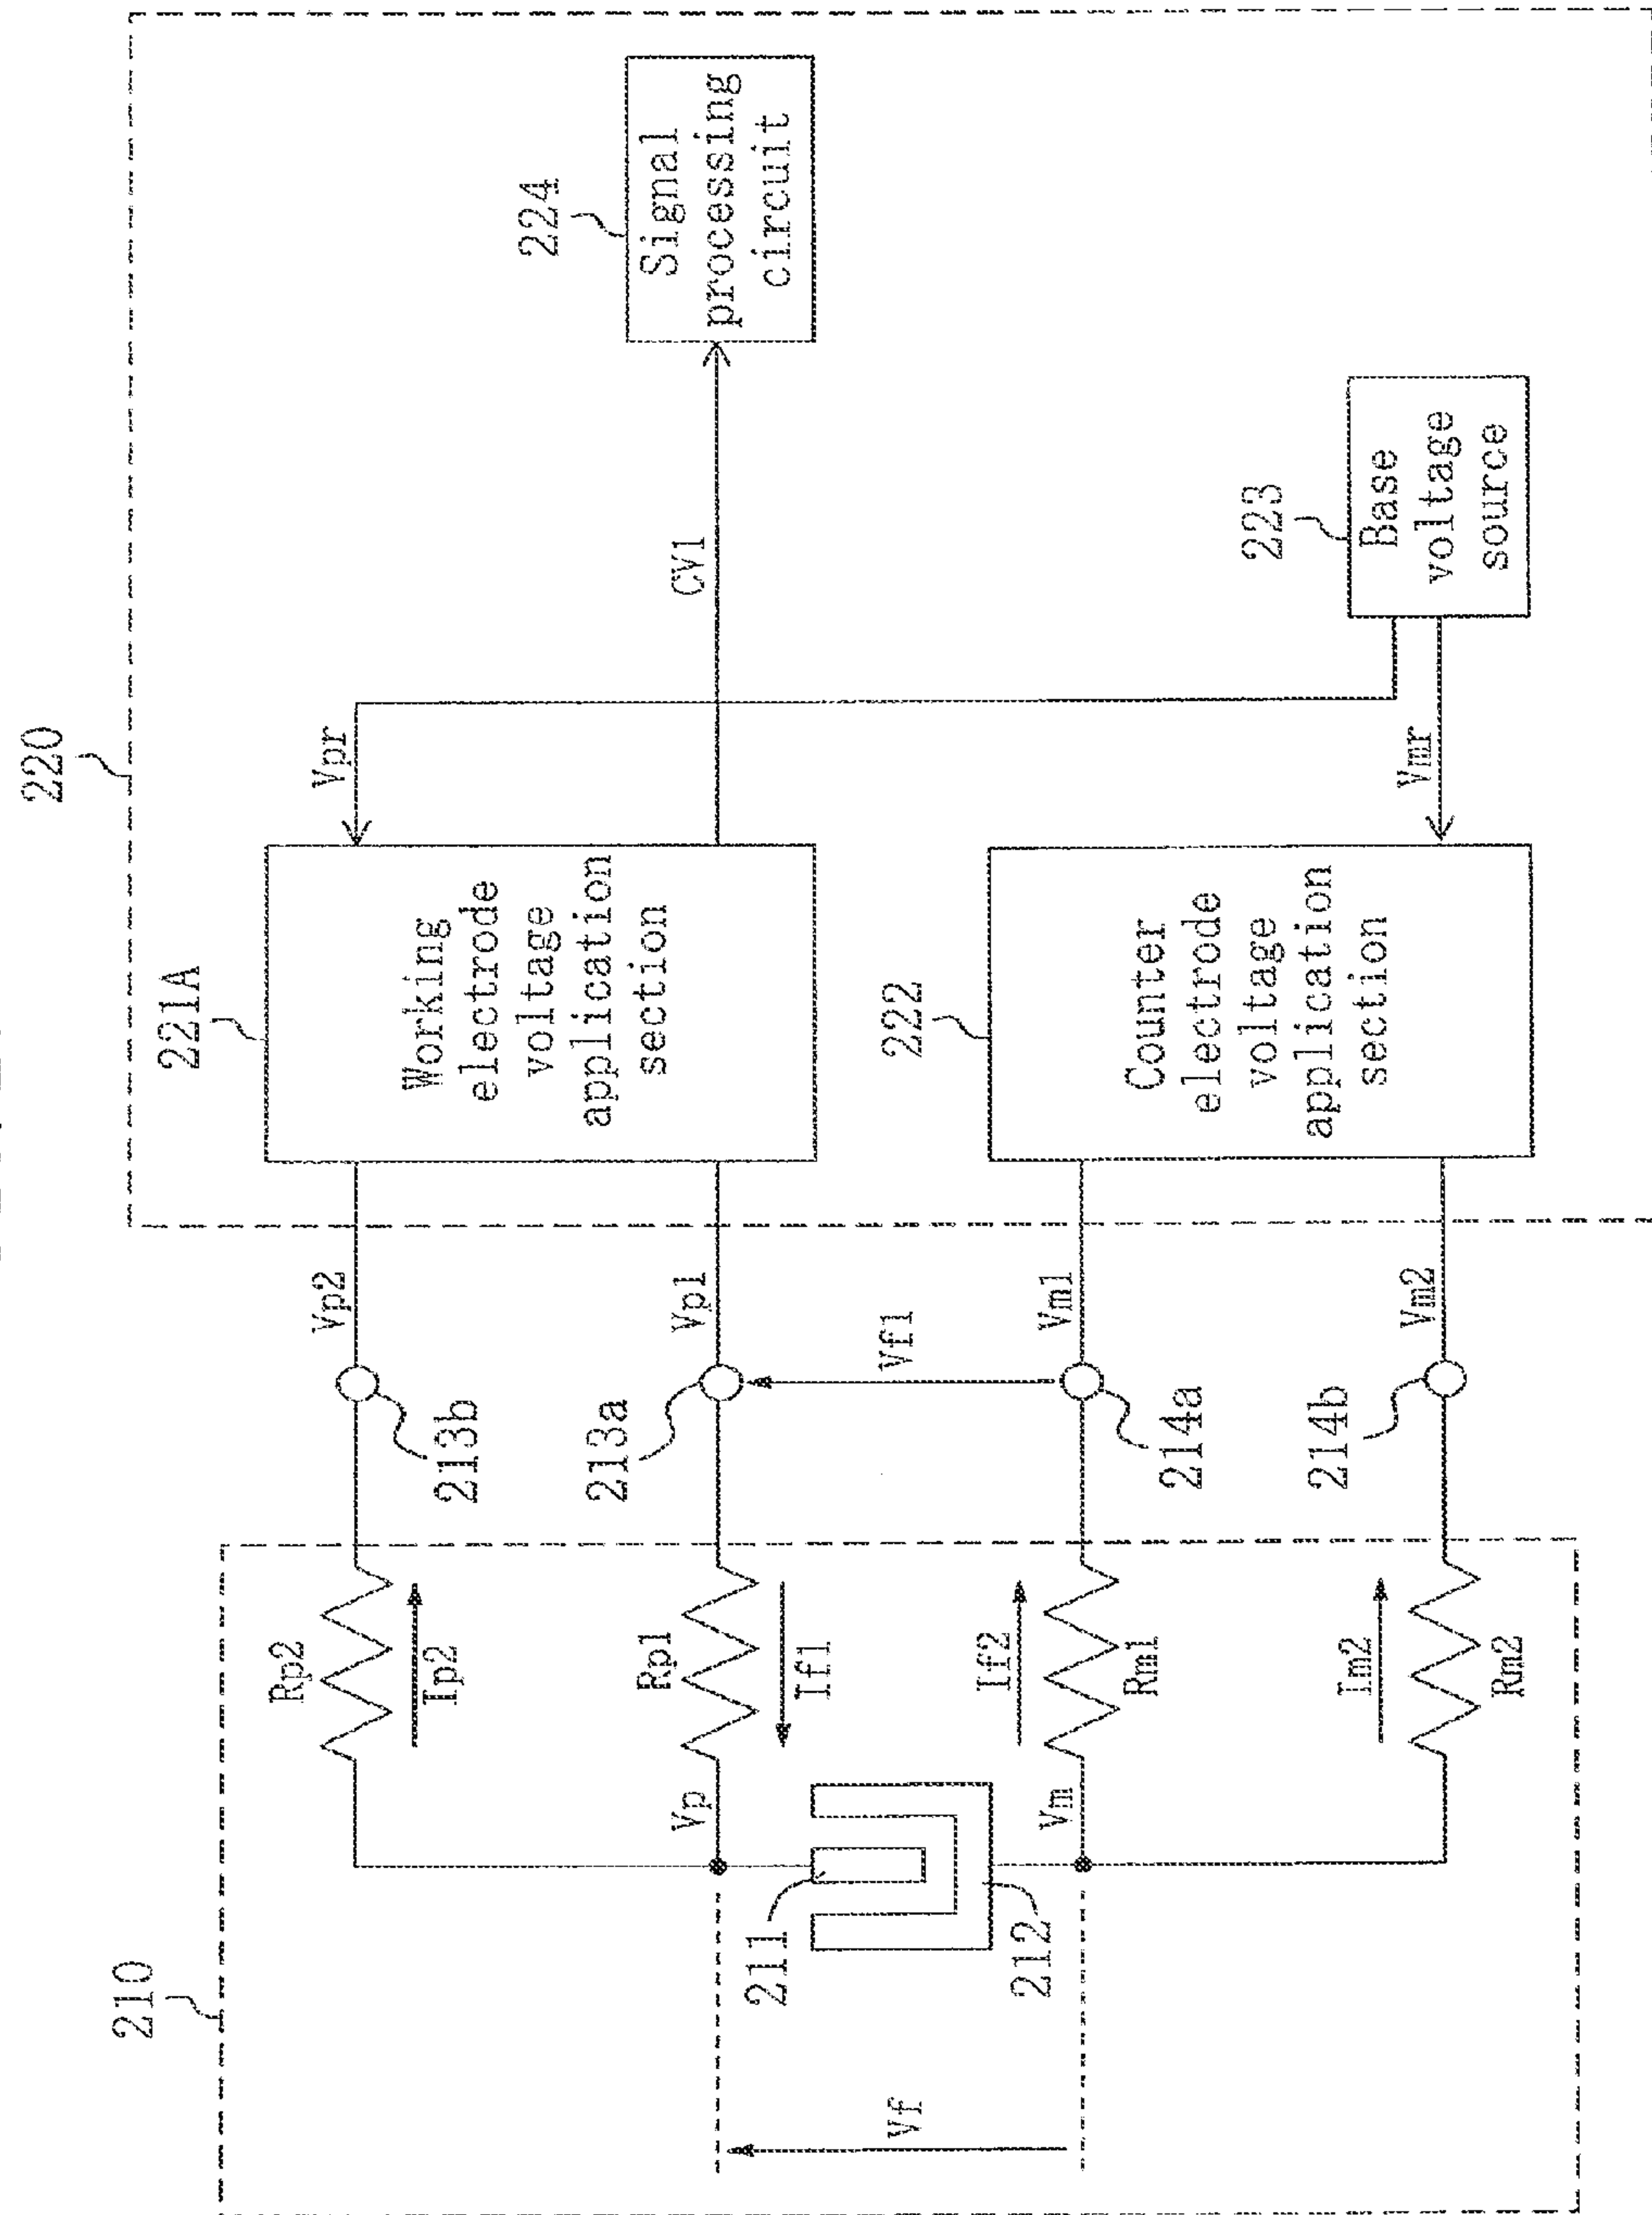 210
220
Rp2
Ip2
213b
Vp2
Vpr
221A
Working
electrode
voltage
application
section
Vp
Rp1
If1
213a
Vp1
CV1
224
Signal
processing
circuit
211
212
Vf
Vf1
Vm
If2
Rm1
214a
Vm1
222
Counter
electrode
voltage
application
section
Im2
Rm2
214b
Vm2
Vmr
223
Base
voltage
source